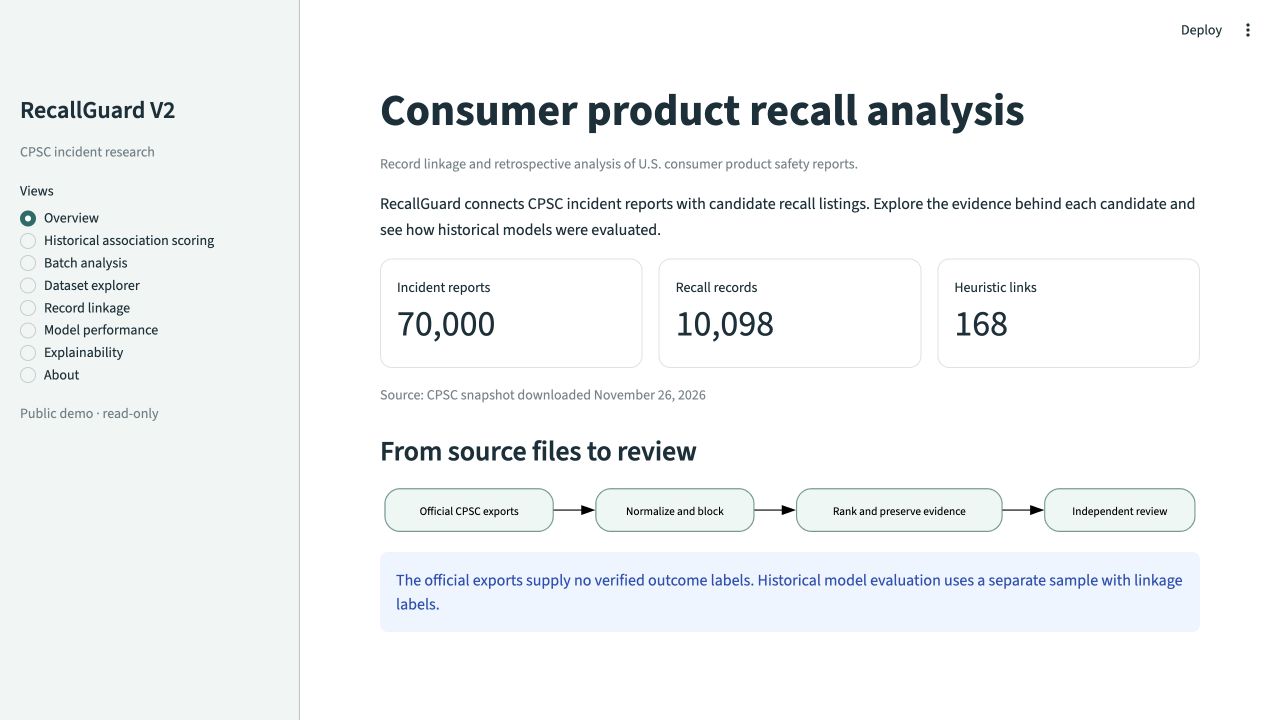 Deploy
RecallGuard V2
CPSC incident research
Views
Overview
Historical association scoring
Batch analysis
Dataset explorer
Record linkage
Model performance
Explainability
About
Public demo · read-only
Consumer product recall analysis
Record linkage and retrospective analysis of U.S. consumer product safety reports.
RecallGuard connects CPSC incident reports with candidate recall listings. Explore the evidence behind each candidate and
see how historical models were evaluated.
Incident reports
70,000
Recall records
10,098
Heuristic links
168
Source: CPSC snapshot downloaded November 26, 2026
From source files to review
Official CPSC exports
Normalize and block
Rank and preserve evidence
Independent review
The official exports supply no verified outcome labels. Historical model evaluation uses a separate sample with linkage
labels.